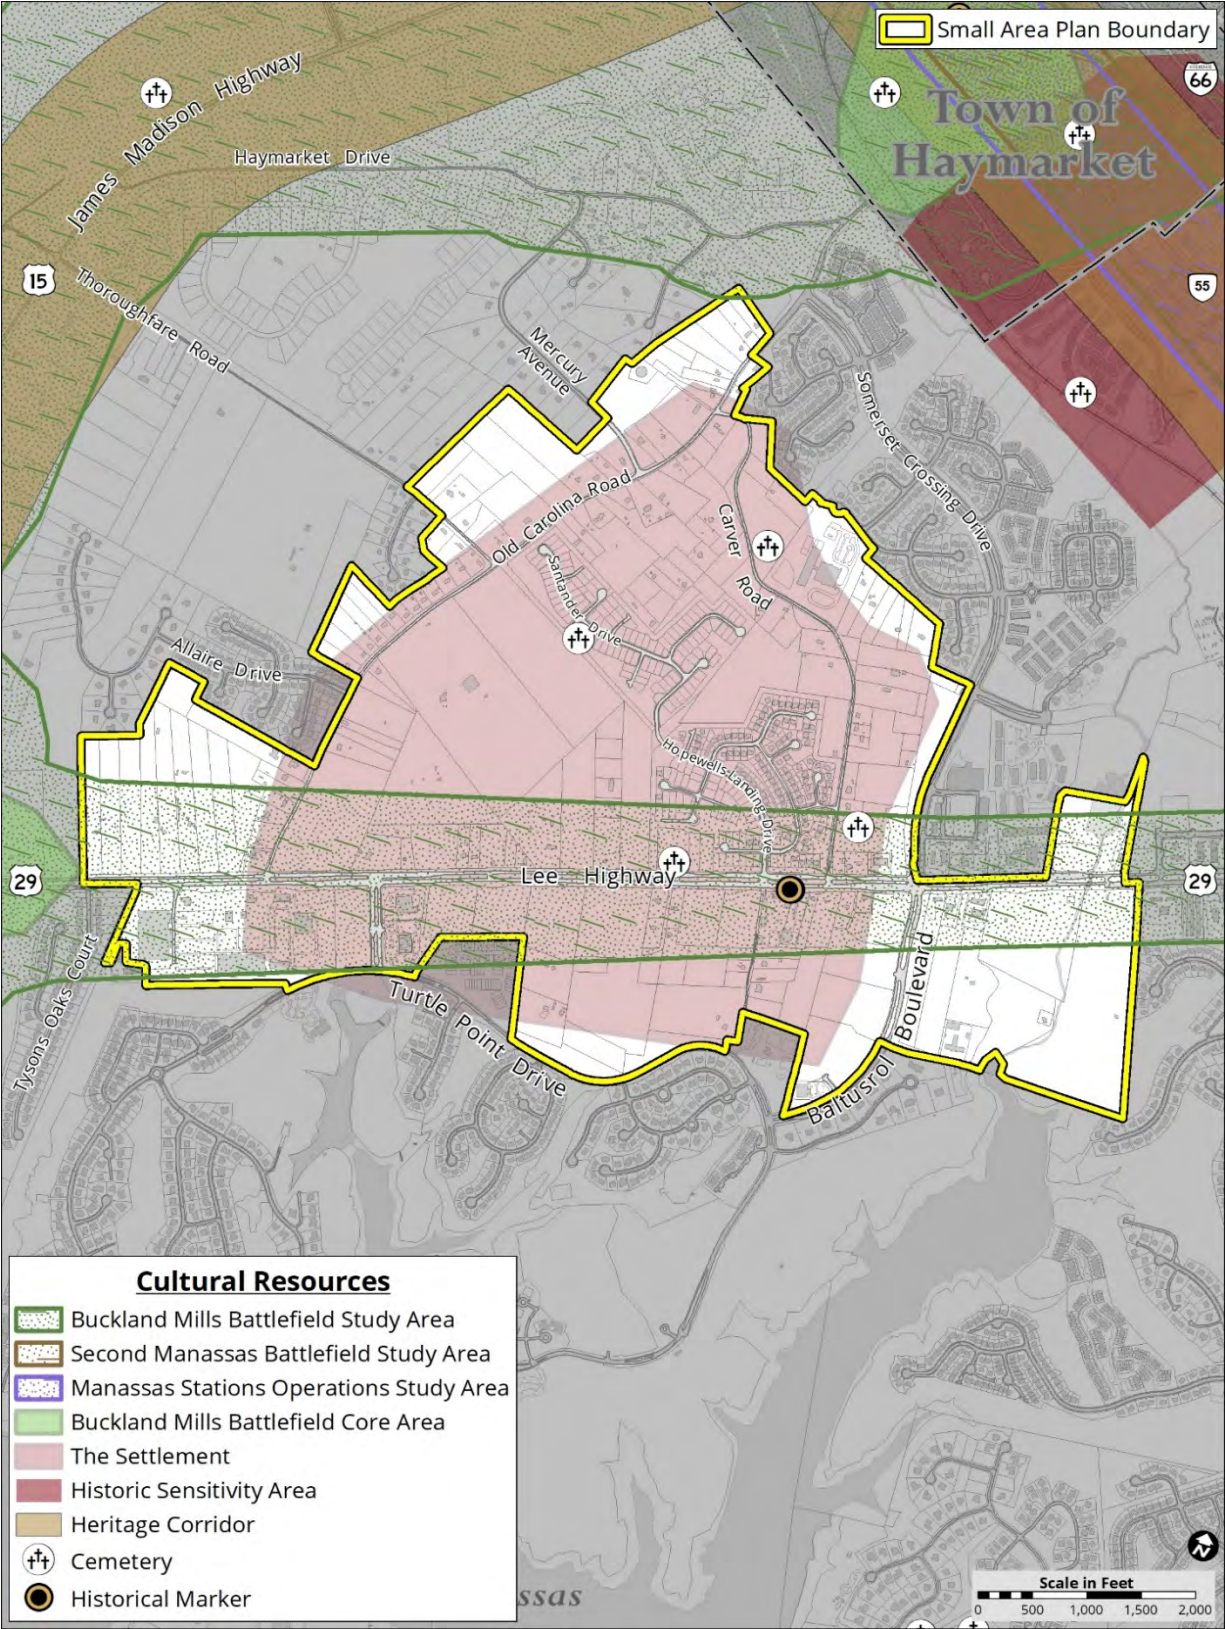 Small Area Plan Boundary
INTERSTATE
66
Town of
Haymarket
James Madison Highway
Haymarket Drive
15
Thoroughfare Road
55
Mercury
Avenue
Somerset Crossing Drive
Old Carolina Road
Carver
Road
Santander Drive
Allaire Drive
Hopewells Landing Drive
Lee Highway
29
29
Tysons Oaks Court
Turtle Point Drive
Baltusrol Boulevard
Cultural Resources
Buckland Mills Battlefield Study Area
Second Manassas Battlefield Study Area
Manassas Stations Operations Study Area
Buckland Mills Battlefield Core Area
The Settlement
Historic Sensitivity Area
Heritage Corridor
Cemetery
Historical Marker
ssas
N
Scale in Feet
0 500 1,000 1,500 2,000